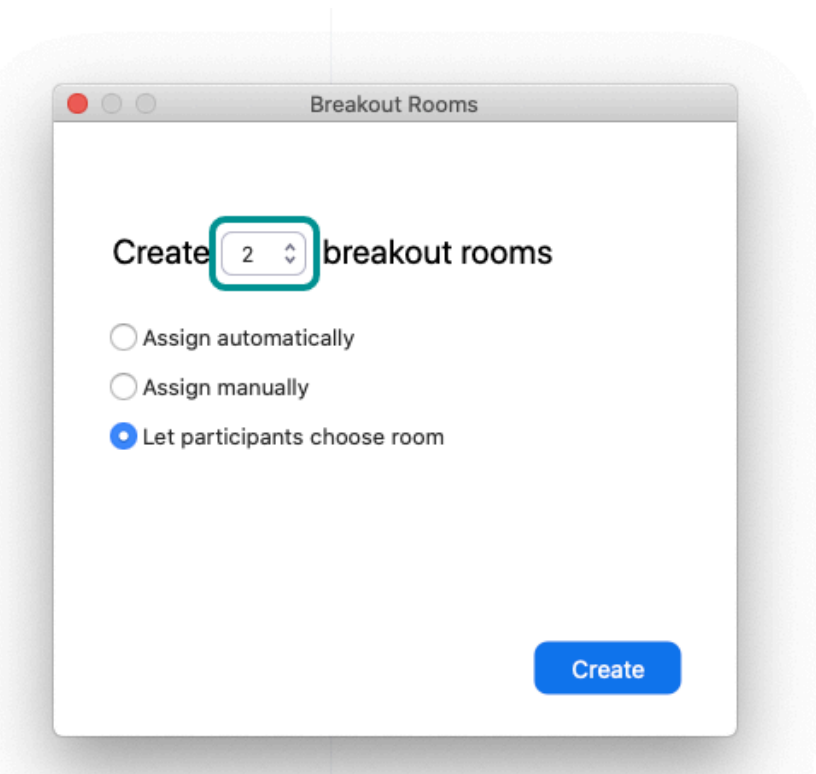 Breakout Rooms
Create 2 breakout rooms
Assign automatically
Assign manually
Let participants choose room
Create